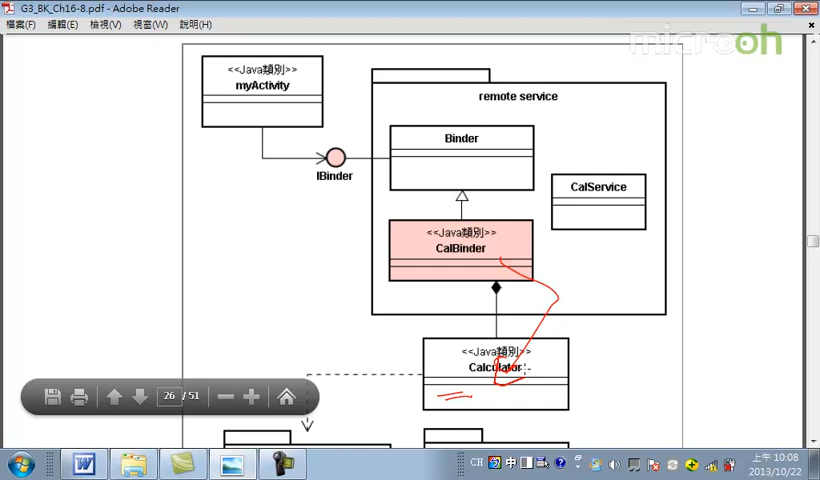 G3_BK_Ch16-8.pdf - Adobe Reader
檔案(F) 編輯(E) 檢視(V) 視窗(W) 說明(H)
microoh
<<Java類別>>
myActivity
remote service
Binder
IBinder
CalService
<<Java類別>>
CalBinder
<<Java類別>>
Calculator
26 / 51
CH 中
上午 10:08
2013/10/22